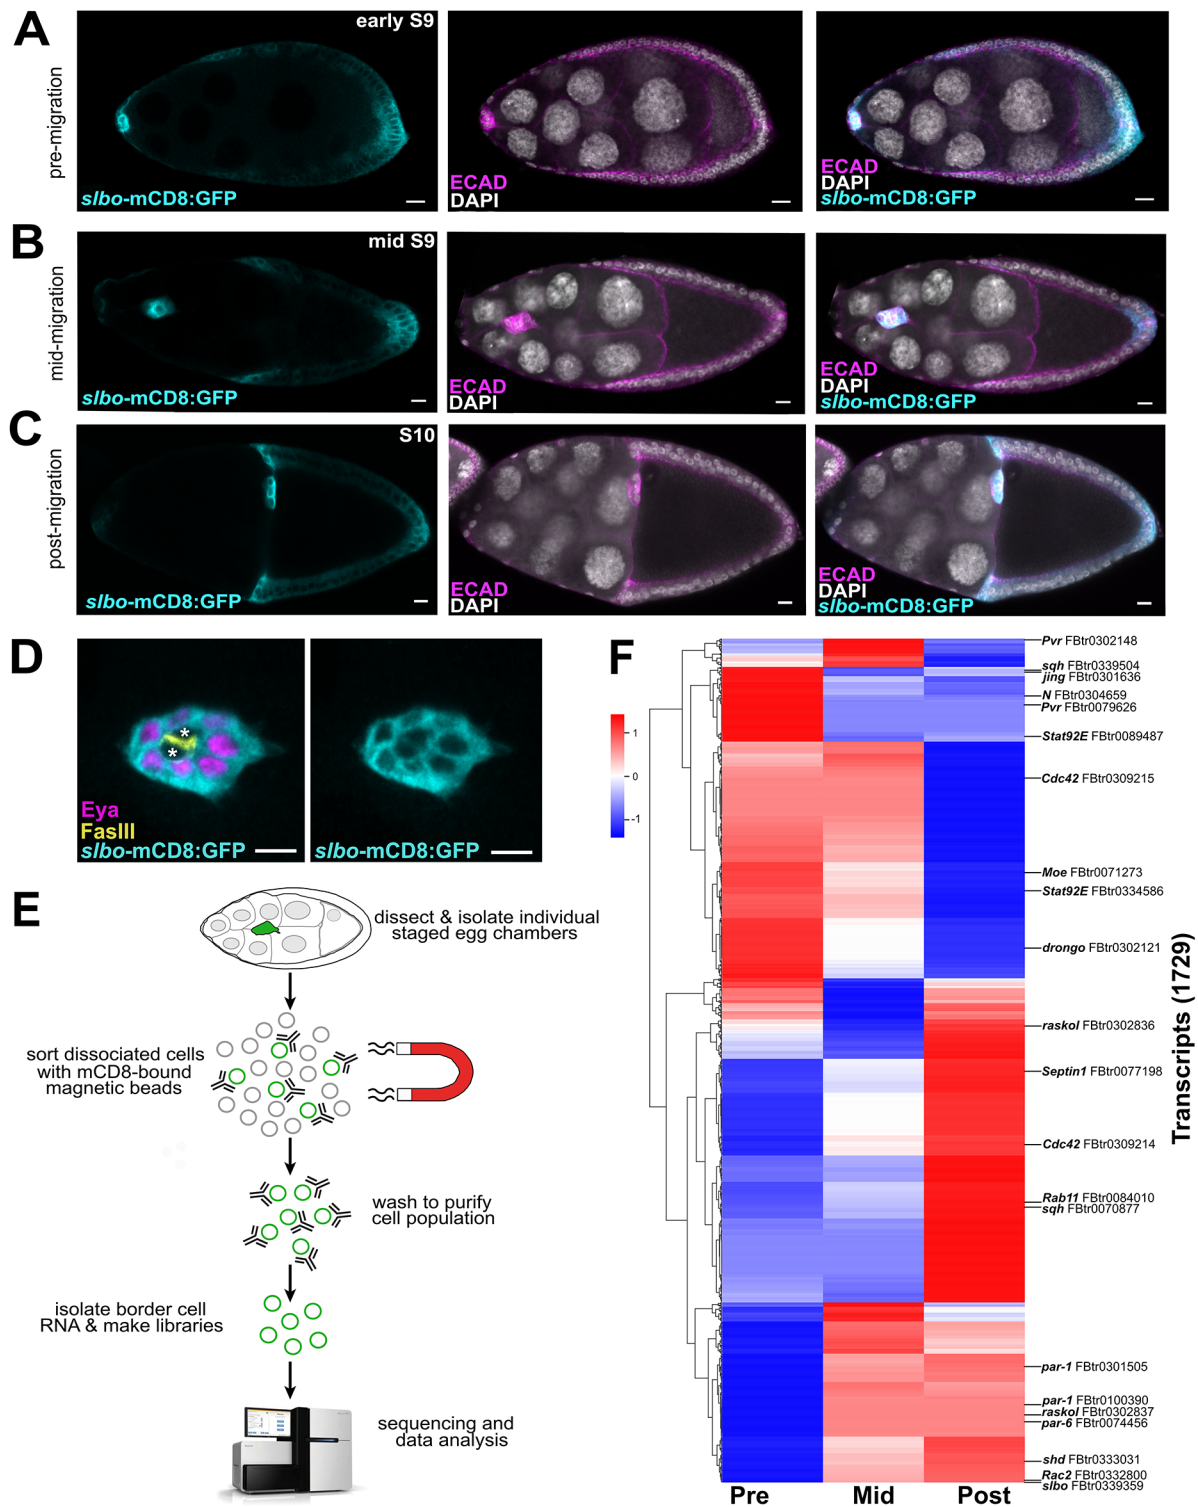 A
pre-migration
early S9
slbo-mCD8:GFP
ECAD
DAPI
ECAD
DAPI
slbo-mCD8:GFP
B
mid-migration
mid S9
slbo-mCD8:GFP
ECAD
DAPI
ECAD
DAPI
slbo-mCD8:GFP
C
post-migration
S10
slbo-mCD8:GFP
ECAD
DAPI
ECAD
DAPI
slbo-mCD8:GFP
D
* *
Eya
FasIII
slbo-mCD8:GFP
slbo-mCD8:GFP
E
dissect & isolate individual
staged egg chambers
sort dissociated cells
with mCD8-bound
magnetic beads
wash to purify
cell population
isolate border cell
RNA & make libraries
sequencing and
data analysis
F
1
0
-1
Pvr FBtr0302148
sqh FBtr0339504
jing FBtr0301636
N FBtr0304659
Pvr FBtr0079626
Stat92E FBtr0089487
Cdc42 FBtr0309215
Moe FBtr0071273
Stat92E FBtr0334586
drongo FBtr0302121
raskol FBtr0302836
Septin1 FBtr0077198
Cdc42 FBtr0309214
Rab11 FBtr0084010
sqh FBtr0070877
par-1 FBtr0301505
par-1 FBtr0100390
raskol FBtr0302837
par-6 FBtr0074456
shd FBtr0333031
Rac2 FBtr0332800
slbo FBtr0339359
Transcripts (1729)
Pre Mid Post